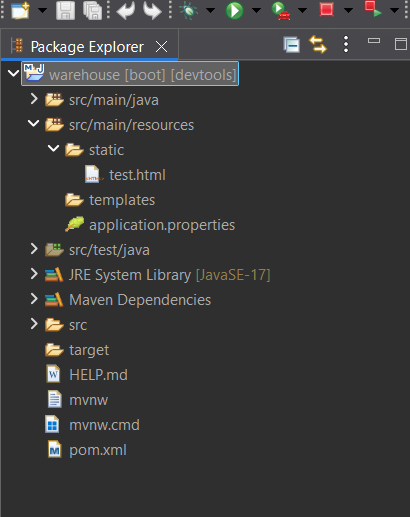 Package Explorer
warehouse [boot] [devtools]
src/main/java
src/main/resources
static
test.html
templates
application.properties
src/test/java
JRE System Library [JavaSE-17]
Maven Dependencies
src
target
HELP.md
mvnw
mvnw.cmd
pom.xml